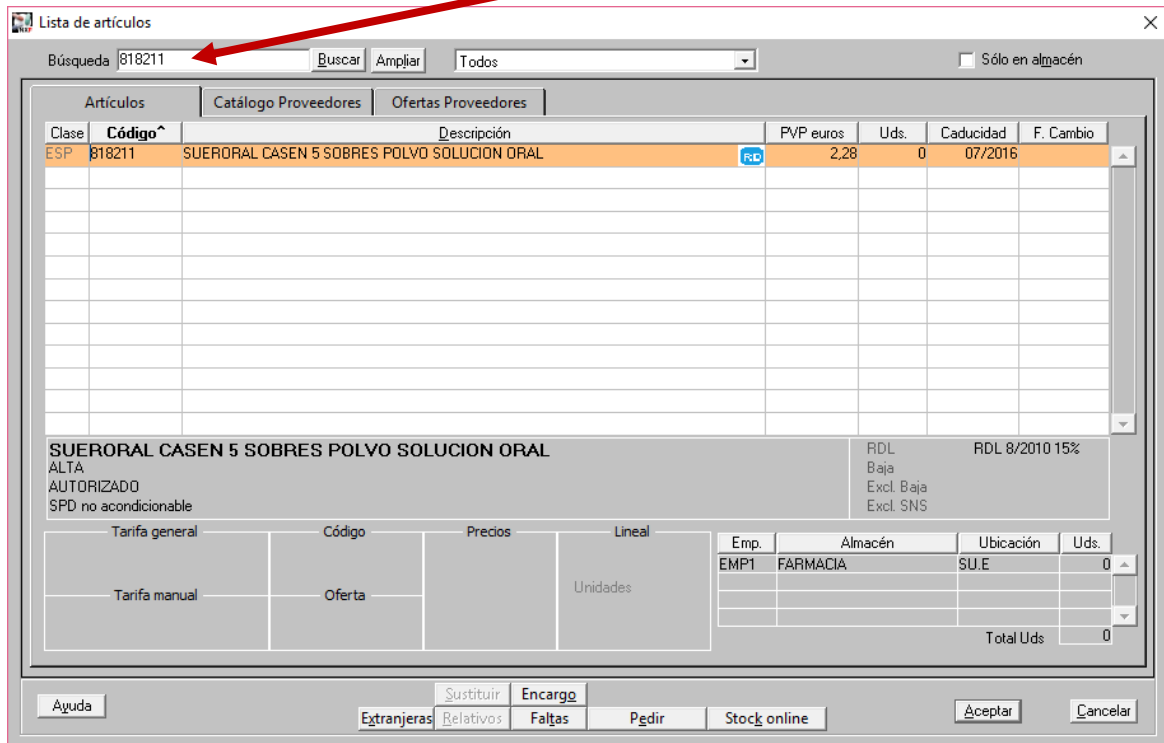 Lista de artículos
Búsqueda 818211 Buscar Ampliar Todos Sólo en almacén
Artículos Catálogo Proveedores Ofertas Proveedores
Clase Código^ Descripción PVP euros Uds. Caducidad F. Cambio
ESP 818211 SUERORAL CASEN 5 SOBRES POLVO SOLUCION ORAL RD 2,28 0 07/2016
SUERORAL CASEN 5 SOBRES POLVO SOLUCION ORAL RDL RDL 8/2010 15%
ALTA Baja
AUTORIZADO Excl. Baja
SPD no acondicionable Excl. SNS
Tarifa general Código Precios Lineal
Emp. Almacén Ubicación Uds.
EMP1 FARMACIA SU.E 0
Unidades
Tarifa manual Oferta
Total Uds 0
Sustituir Encargo
Ayuda Aceptar Cancelar
Extranjeras Relativos Faltas Pedir Stock online